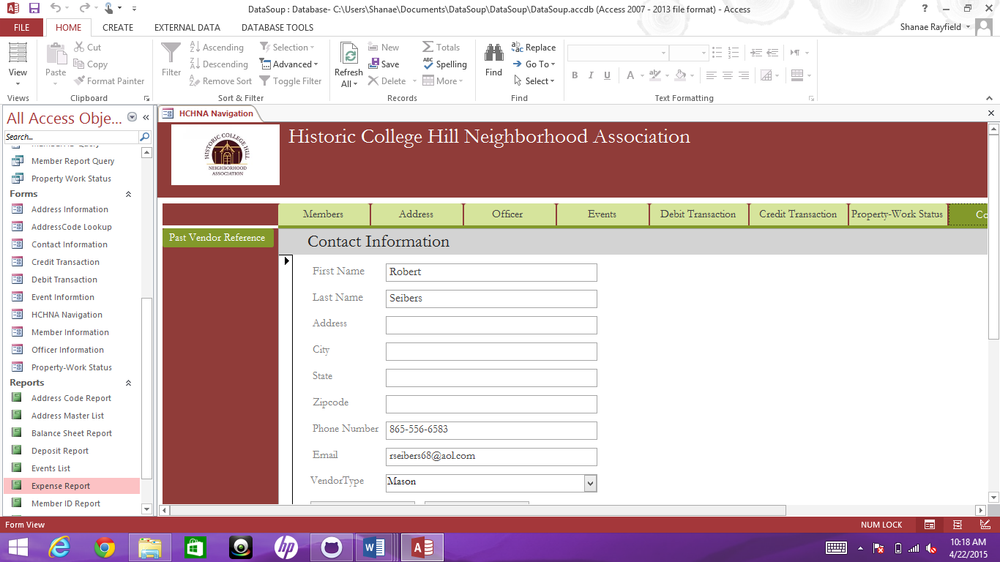 DataSoup : Database- C:\Users\Shanae\Documents\DataSoup\DataSoup\DataSoup.accdb (Access 2007 - 2013 file format) - Access
FILE HOME CREATE EXTERNAL DATA DATABASE TOOLS Shanae Rayfield
View
Views
Paste
Cut
Copy
Format Painter
Clipboard
Filter
Ascending
Descending
Remove Sort
Selection
Advanced
Toggle Filter
Sort & Filter
Refresh All
New
Save
Delete
Totals
Spelling
More
Records
Find
Replace
Go To
Select
Find
B I U A
Text Formatting
All Access Obje...
Search...
Member Report Query
Property Work Status
Forms
Address Information
AddressCode Lookup
Contact Information
Credit Transaction
Debit Transaction
Event Informtion
HCHNA Navigation
Member Information
Officer Information
Property-Work Status
Reports
Address Code Report
Address Master List
Balance Sheet Report
Deposit Report
Events List
Expense Report
Member ID Report
HCHNA Navigation
HISTORIC COLLEGE HILL
NEIGHBORHOOD
ASSOCIATION
Historic College Hill Neighborhood Association
Members Address Officer Events Debit Transaction Credit Transaction Property-Work Status Co
Past Vendor Reference
Contact Information
First Name Robert
Last Name Seibers
Address
City
State
Zipcode
Phone Number 865-556-6583
Email rseibers68@aol.com
VendorType Mason
Form View NUM LOCK
10:18 AM
4/22/2015